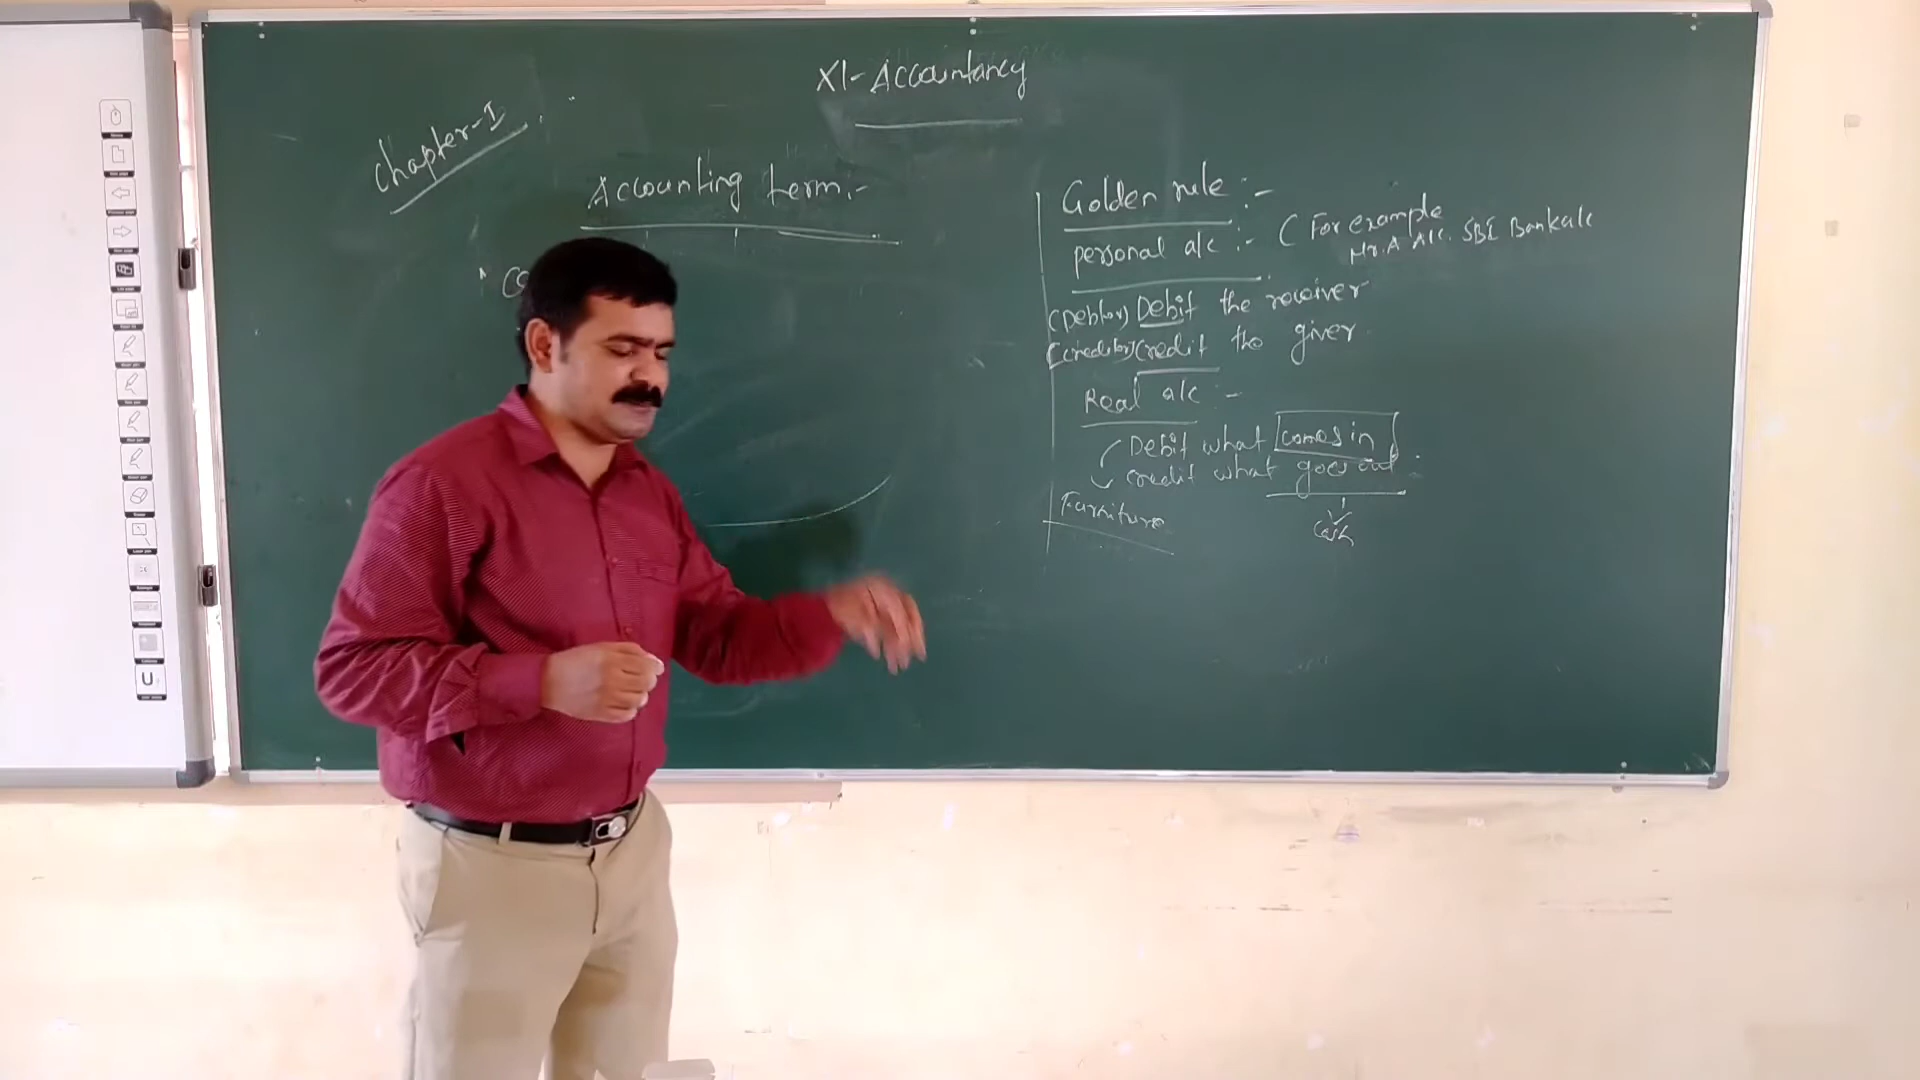 XI-Accountancy
Chapter-I
Accounting term:-
Golden rule :-
personal a/c :- ( For example
Mr. A A/c. SBI Bank a/c
(Debtor) Debit the receiver
(creditor) credit the giver
Real a/c :-
Debit what comes in
credit what goes out.
Furniture
Cash
U